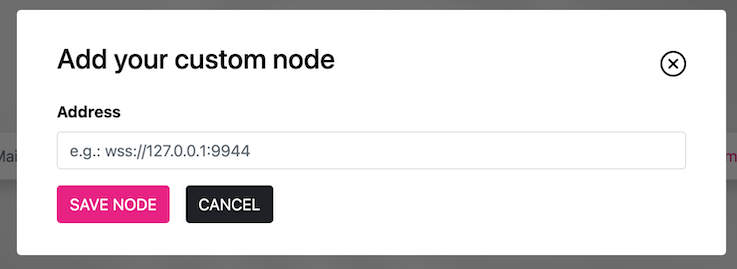 Add your custom node
Address
e.g.: wss://127.0.0.1:9944
SAVE NODE
CANCEL